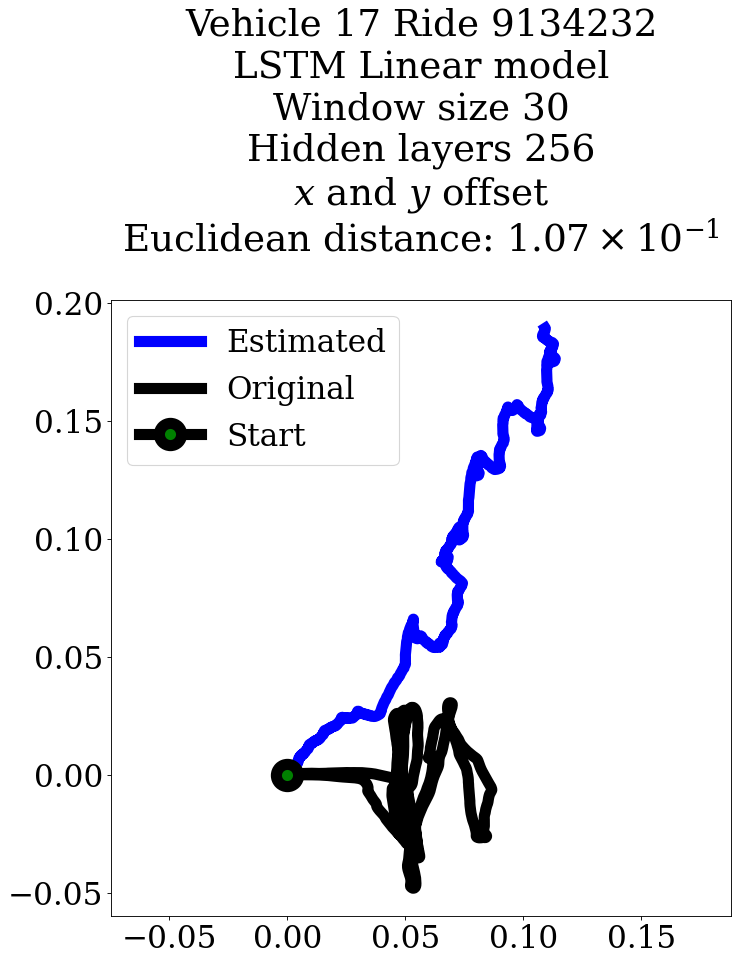 Vehicle 17 Ride 9134232
LSTM Linear model
Window size 30
Hidden layers 256
x and y offset
Euclidean distance: 1.07 × 10⁻¹
0.20
0.15
0.10
0.05
0.00
−0.05
Estimated
Original
Start
−0.05 0.00 0.05 0.10 0.15